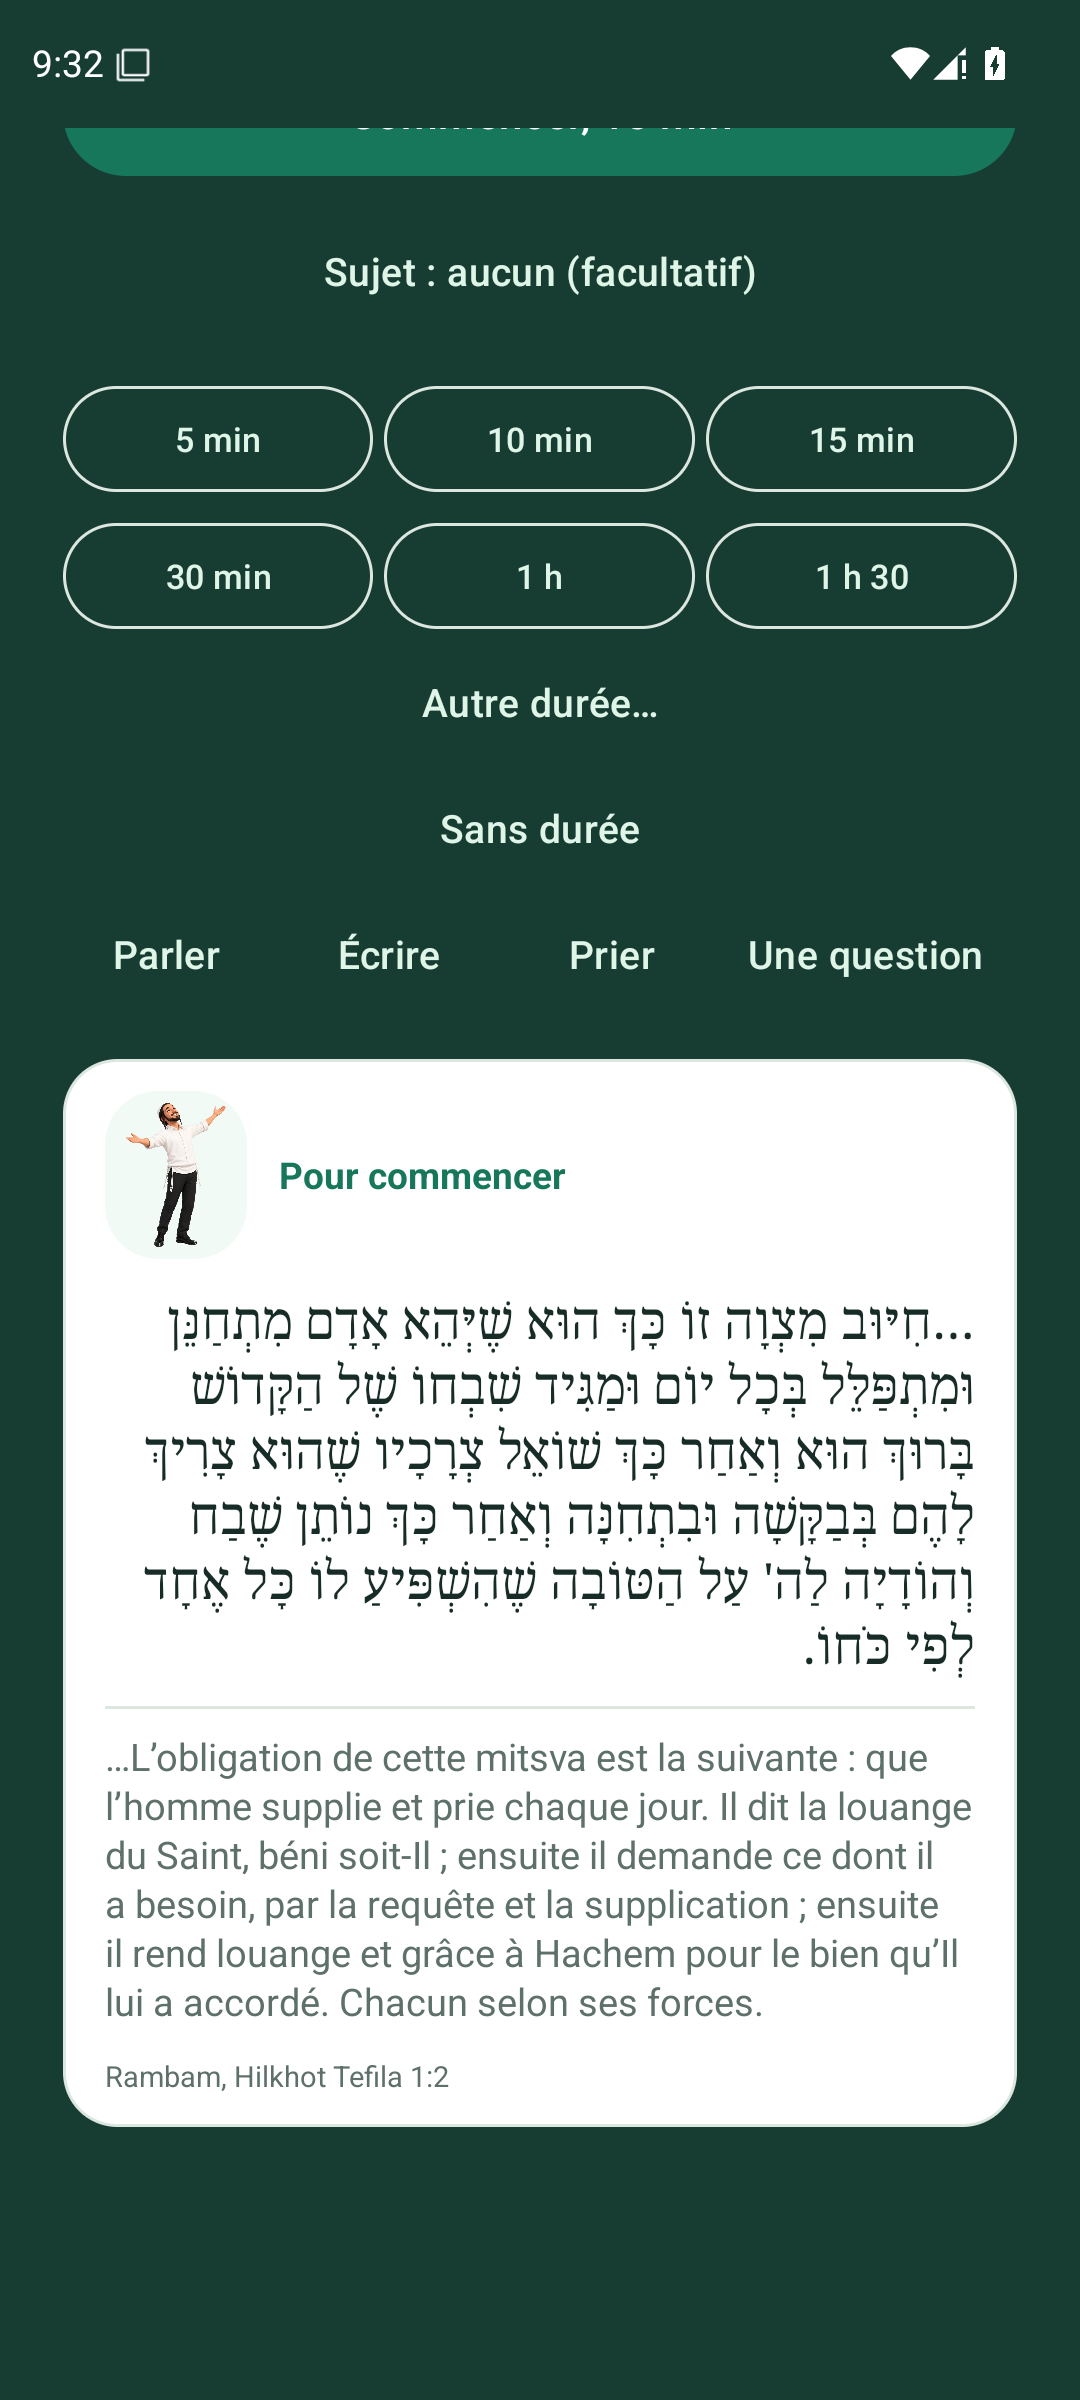 9:32
Sujet : aucun (facultatif)
5 min
10 min
15 min
30 min
1 h
1 h 30
Autre durée…
Sans durée
Parler
Écrire
Prier
Une question
Pour commencer
…חִיּוּב מִצְוָה זוֹ כָּךְ הוּא שֶׁיְּהֵא אָדָם מִתְחַנֵּן
וּמִתְפַּלֵּל בְּכָל יוֹם וּמַגִּיד שִׁבְחוֹ שֶׁל הַקָּדוֹשׁ
בָּרוּךְ הוּא וְאַחַר כָּךְ שׁוֹאֵל צְרָכָיו שֶׁהוּא צָרִיךְ
לָהֶם בְּבַקָּשָׁה וּבִתְחִנָּה וְאַחַר כָּךְ נוֹתֵן שֶׁבַח
וְהוֹדָיָה לַה' עַל הַטּוֹבָה שֶׁהִשְׁפִּיעַ לוֹ כָּל אֶחָד
לְפִי כֹּחוֹ.
…L’obligation de cette mitsva est la suivante : que
l’homme supplie et prie chaque jour. Il dit la louange
du Saint, béni soit-Il ; ensuite il demande ce dont il
a besoin, par la requête et la supplication ; ensuite
il rend louange et grâce à Hachem pour le bien qu’Il
lui a accordé. Chacun selon ses forces.
Rambam, Hilkhot Tefila 1:2